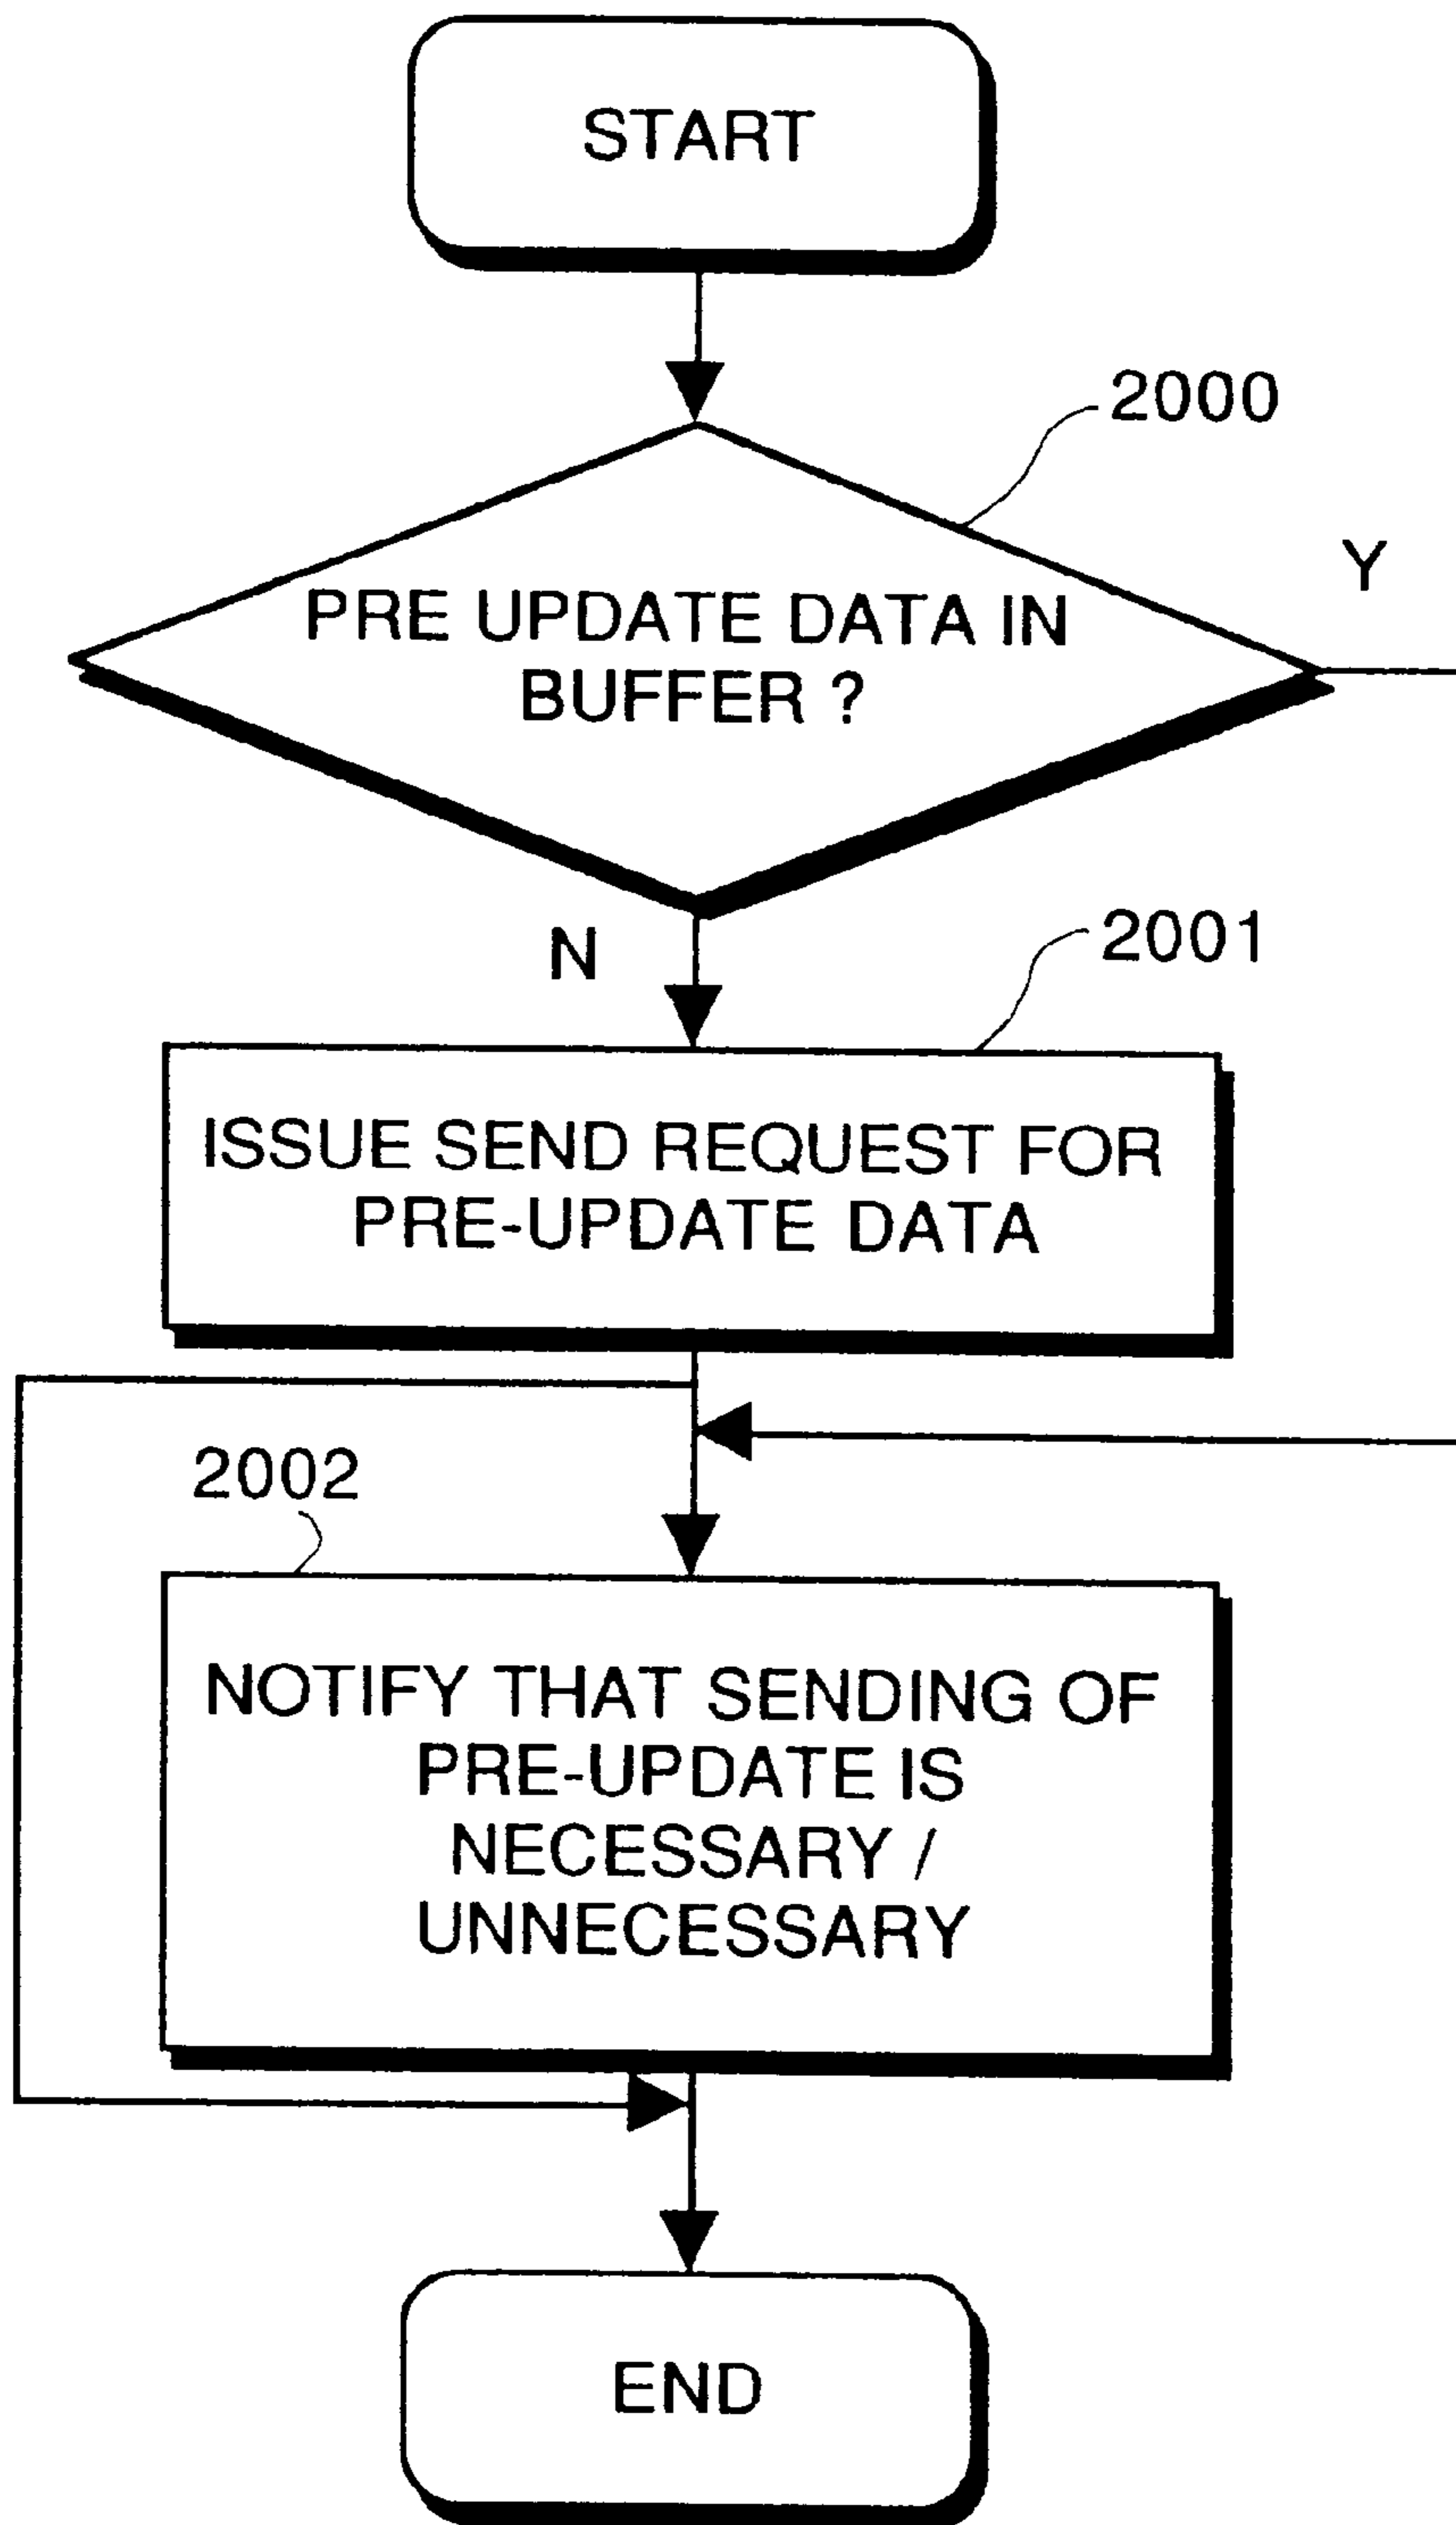 START
2000
Y
PRE UPDATE DATA IN
BUFFER ?
N
2001
ISSUE SEND REQUEST FOR
PRE-UPDATE DATA
2002
NOTIFY THAT SENDING OF
PRE-UPDATE IS
NECESSARY /
UNNECESSARY
END